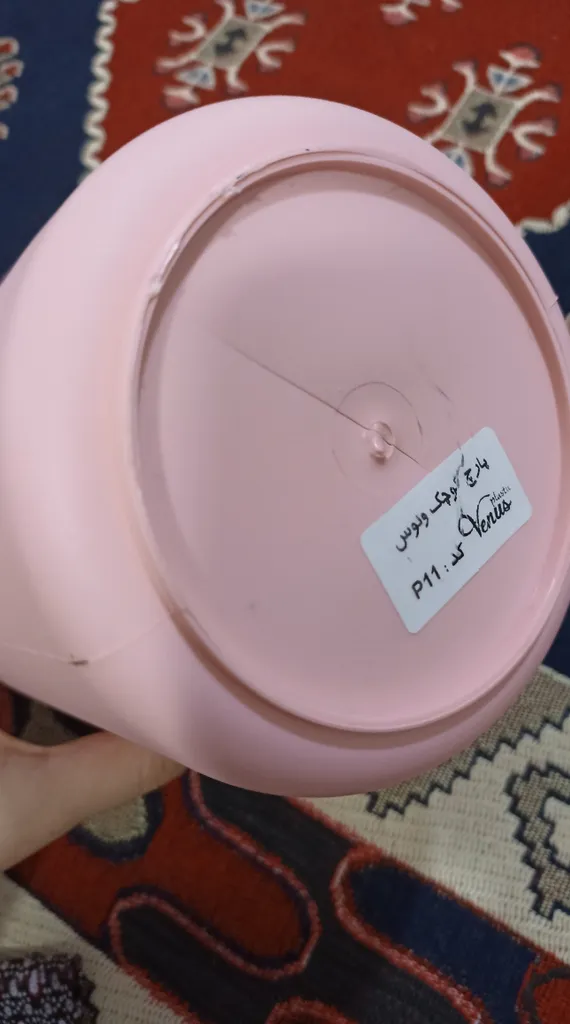 پارچ کوچک ونوس
Plastic
Venus
کد : P11